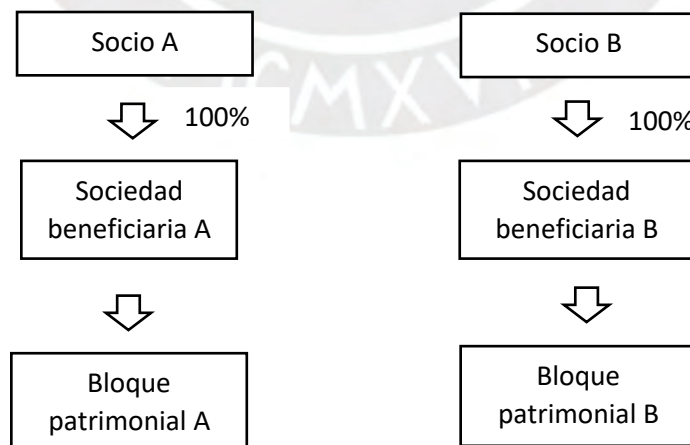 Socio A
Socio B
100%
100%
Sociedad
beneficiaria A
Sociedad
beneficiaria B
Bloque
patrimonial A
Bloque
patrimonial B